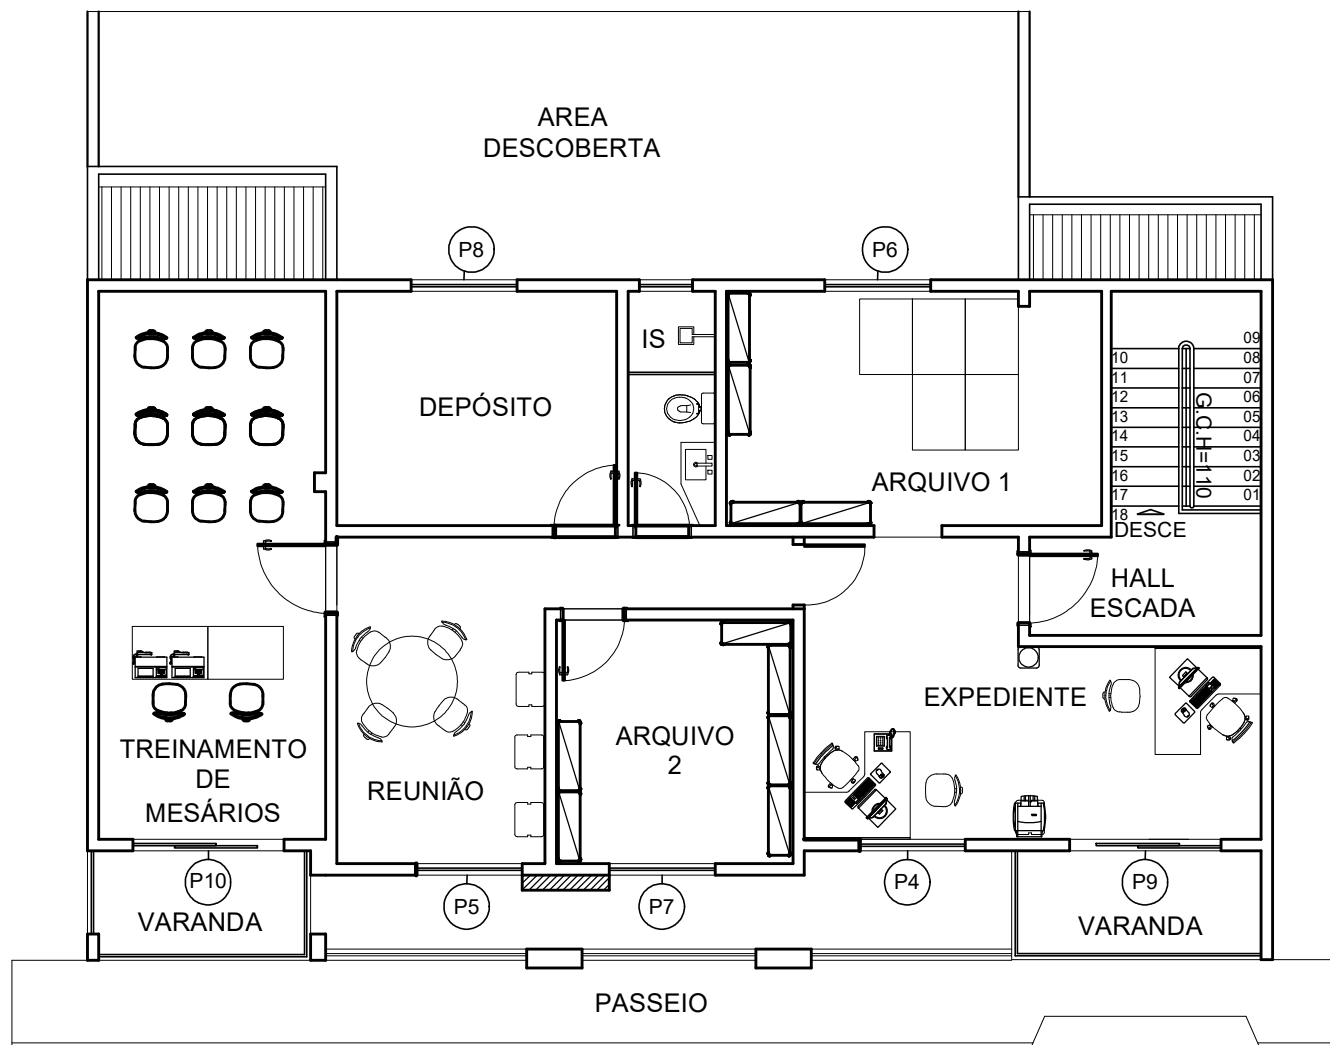 AREA
DESCOBERTA
P8
P6
IS
DEPÓSITO
ARQUIVO 1
09
10
08
11
07
12
06
13
05
14
04
15
03
16
02
17
01
18
G.C.H=110
DESCE
HALL
ESCADA
EXPEDIENTE
TREINAMENTO
DE
MESÁRIOS
REUNIÃO
ARQUIVO
2
P10
P5
P7
P4
P9
VARANDA
VARANDA
PASSEIO